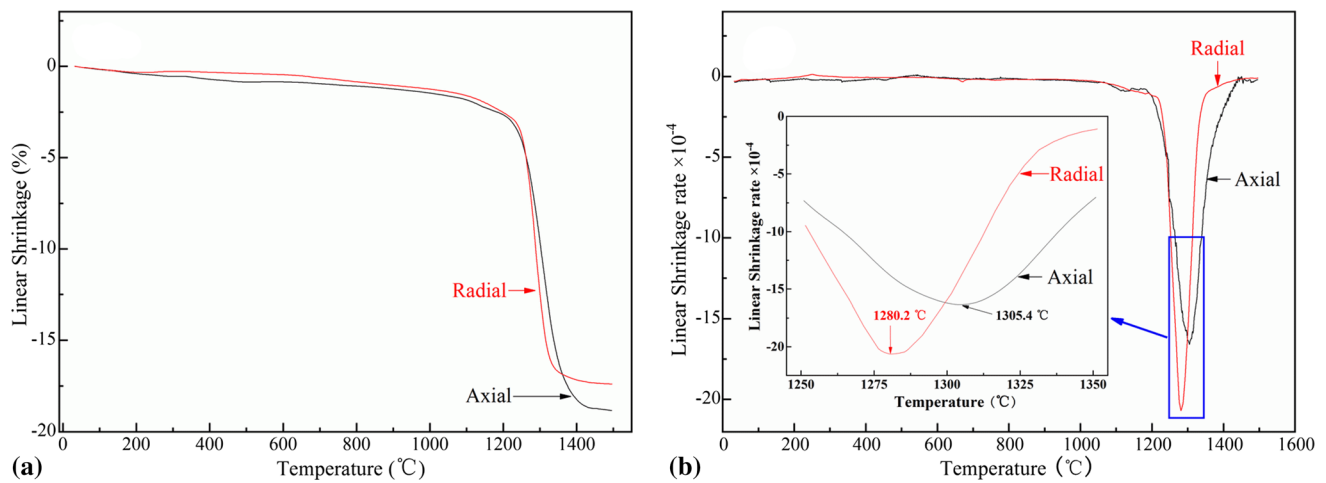 0
-5
-10
-15
-20
Linear Shrinkage (%)
Radial
Axial
0 200 400 600 800 1000 1200 1400
Temperature (℃)
(a)
5
0
-5
-10
-15
-20
Linear Shrinkage rate ×10-4
Radial
Axial
0
-5
-10
-15
-20
Linear Shrinkage rate ×10-4
Radial
Axial
1280.2 ℃
1305.4 ℃
1250 1275 1300 1325 1350
Temperature (℃)
0 200 400 600 800 1000 1200 1400 1600
Temperature (℃)
(b)